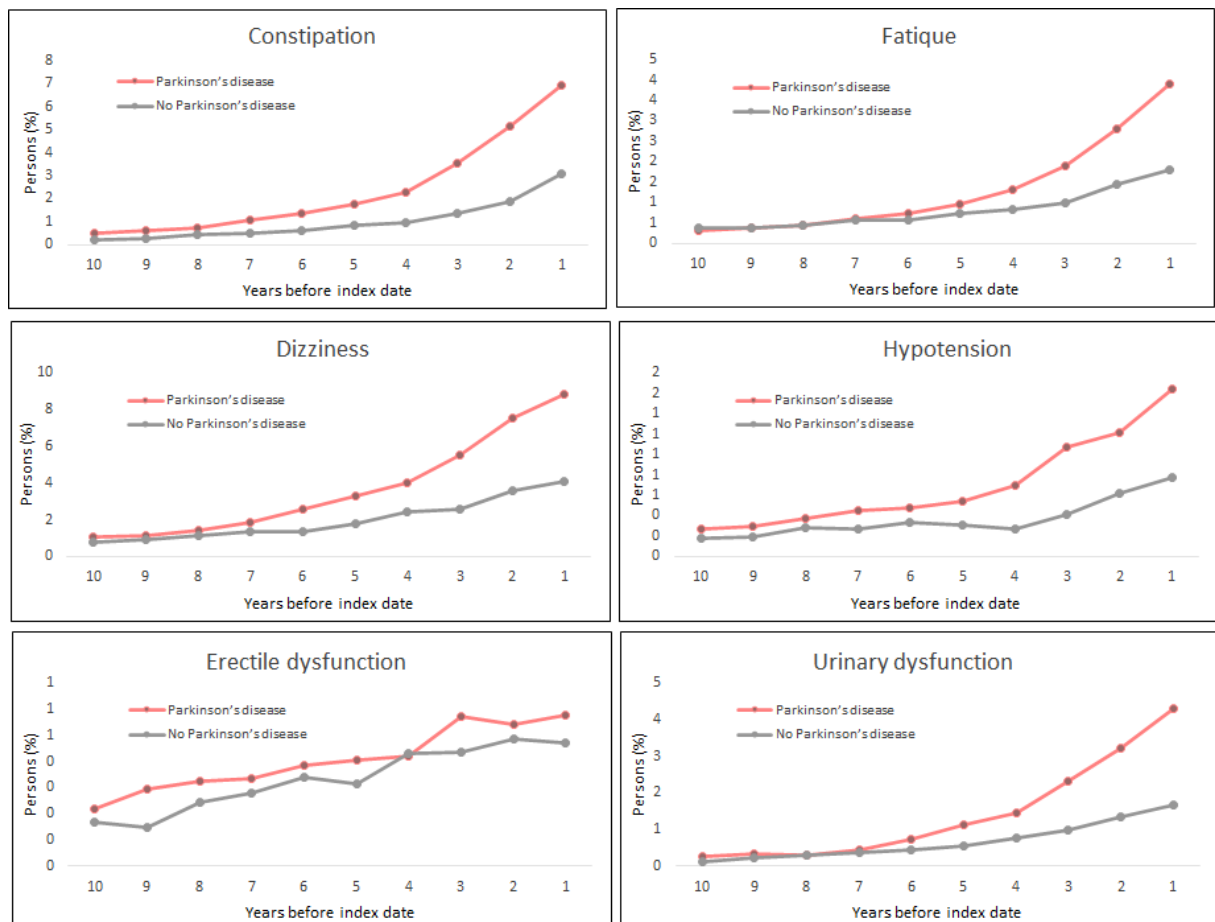 Constipation
8
7
6
5
4
3
2
1
0
Persons (%)
Parkinson's disease
No Parkinson's disease
10 9 8 7 6 5 4 3 2 1
Years before index date
Fatique
5
4
4
3
3
2
2
1
1
0
Persons (%)
Parkinson's disease
No Parkinson's disease
10 9 8 7 6 5 4 3 2 1
Years before index date
Dizziness
10
8
6
4
2
0
Persons (%)
Parkinson's disease
No Parkinson's disease
10 9 8 7 6 5 4 3 2 1
Years before index date
Hypotension
2
2
1
1
1
1
1
0
0
0
Persons (%)
Parkinson's disease
No Parkinson's disease
10 9 8 7 6 5 4 3 2 1
Years before index date
Erectile dysfunction
1
1
1
0
0
0
0
0
Persons (%)
Parkinson's disease
No Parkinson's disease
10 9 8 7 6 5 4 3 2 1
Years before index date
Urinary dysfunction
5
4
3
2
1
0
Persons (%)
Parkinson's disease
No Parkinson's disease
10 9 8 7 6 5 4 3 2 1
Years before index date